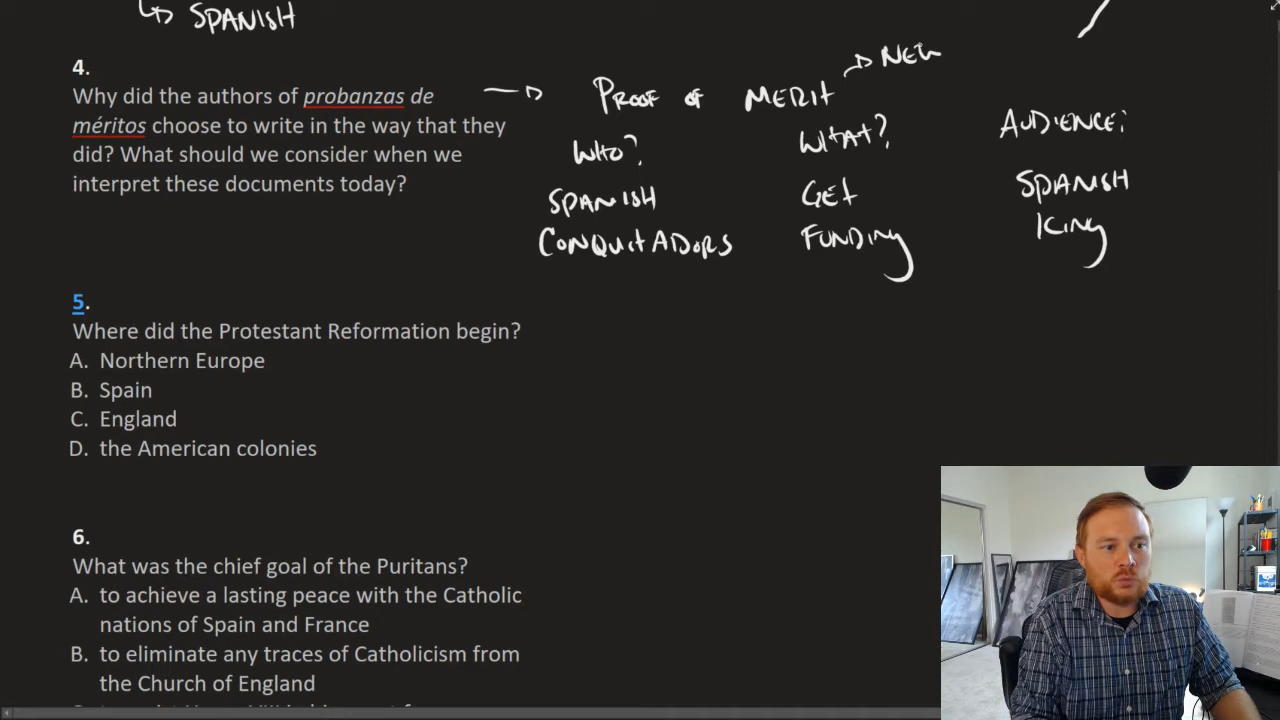 ↳ SPANISH
4.
Why did the authors of probanzas de
méritos choose to write in the way that they
did? What should we consider when we
interpret these documents today?
→ PROOF OF MERIT → NEW
WHO? WHAT? AUDIENCE:
SPANISH GET SPANISH
CONQUITADORS FUNDING KING
5.
Where did the Protestant Reformation begin?
A. Northern Europe
B. Spain
C. England
D. the American colonies
6.
What was the chief goal of the Puritans?
A. to achieve a lasting peace with the Catholic
nations of Spain and France
B. to eliminate any traces of Catholicism from
the Church of England